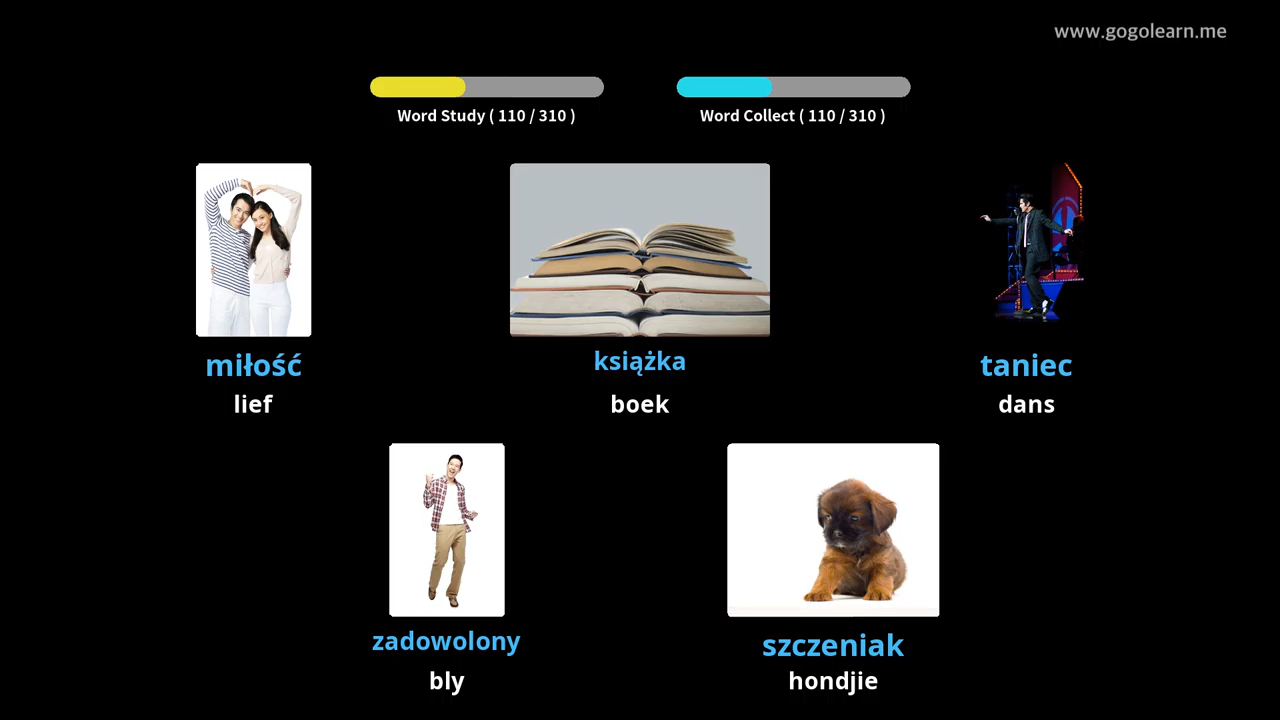 www.gogolearn.me
Word Study ( 110 / 310 )
Word Collect ( 110 / 310 )
miłość
lief
książka
boek
taniec
dans
zadowolony
bly
szczeniak
hondjie